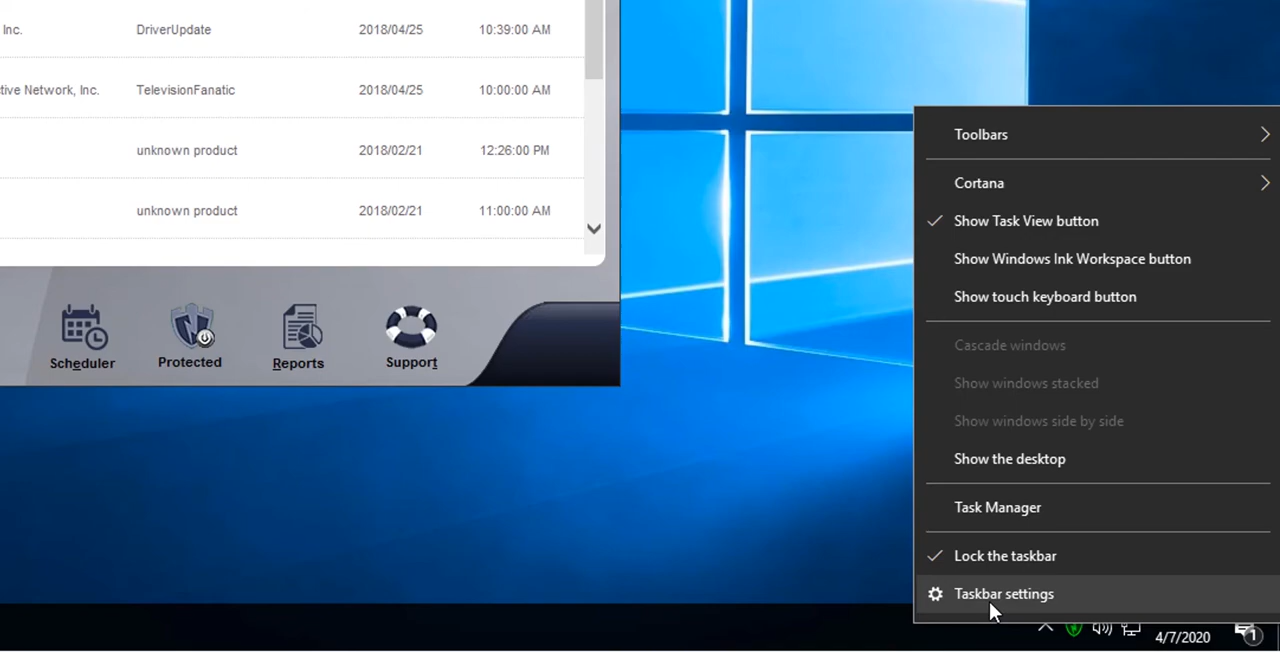 Inc. DriverUpdate 2018/04/25 10:39:00 AM
tive Network, Inc. TelevisionFanatic 2018/04/25 10:00:00 AM
unknown product 2018/02/21 12:26:00 PM
unknown product 2018/02/21 11:00:00 AM
Scheduler
Protected
Reports
Support
Toolbars
Cortana
Show Task View button
Show Windows Ink Workspace button
Show touch keyboard button
Cascade windows
Show windows stacked
Show windows side by side
Show the desktop
Task Manager
Lock the taskbar
Taskbar settings
4/7/2020
1